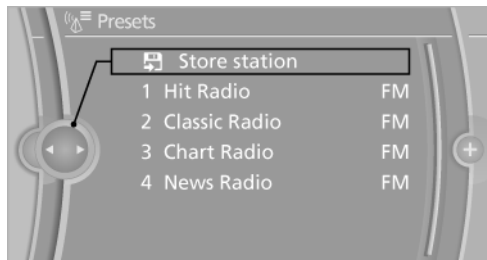 Presets
Store station
1 Hit Radio FM
2 Classic Radio FM
3 Chart Radio FM
4 News Radio FM